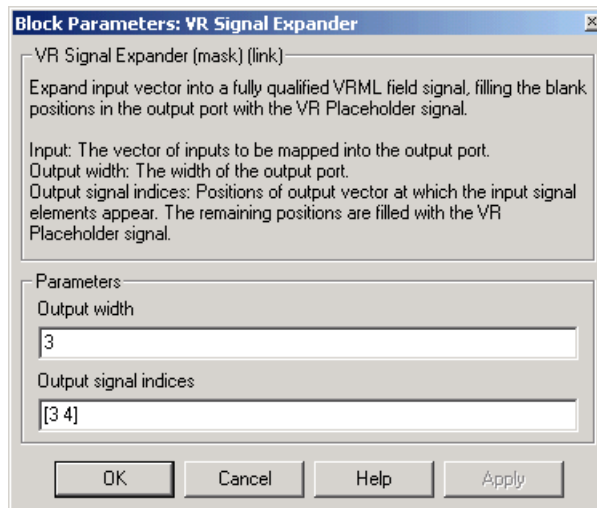 Block Parameters: VR Signal Expander
VR Signal Expander (mask) (link)
Expand input vector into a fully qualified VRML field signal, filling the blank
positions in the output port with the VR Placeholder signal.
Input: The vector of inputs to be mapped into the output port.
Output width: The width of the output port.
Output signal indices: Positions of output vector at which the input signal
elements appear. The remaining positions are filled with the VR
Placeholder signal.
Parameters
Output width
3
Output signal indices
[3 4]
OK Cancel Help Apply